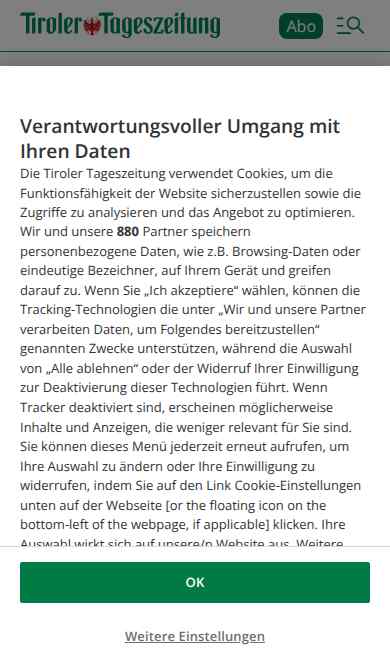 Tiroler Tageszeitung
Abo
Verantwortungsvoller Umgang mit
Ihren Daten
Die Tiroler Tageszeitung verwendet Cookies, um die
Funktionsfähigkeit der Website sicherzustellen sowie die
Zugriffe zu analysieren und das Angebot zu optimieren.
Wir und unsere 880 Partner speichern
personenbezogene Daten, wie z.B. Browsing-Daten oder
eindeutige Bezeichner, auf Ihrem Gerät und greifen
darauf zu. Wenn Sie „Ich akzeptiere“ wählen, können die
Tracking-Technologien die unter „Wir und unsere Partner
verarbeiten Daten, um Folgendes bereitzustellen“
genannten Zwecke unterstützen, während die Auswahl
von „Alle ablehnen“ oder der Widerruf Ihrer Einwilligung
zur Deaktivierung dieser Technologien führt. Wenn
Tracker deaktiviert sind, erscheinen möglicherweise
Inhalte und Anzeigen, die weniger relevant für Sie sind.
Sie können dieses Menü jederzeit erneut aufrufen, um
Ihre Auswahl zu ändern oder Ihre Einwilligung zu
widerrufen, indem Sie auf den Link Cookie-Einstellungen
unten auf der Webseite [or the floating icon on the
bottom-left of the webpage, if applicable] klicken. Ihre
Auswahl wirkt sich auf unsere/n Website aus. Weitere
OK
Weitere Einstellungen